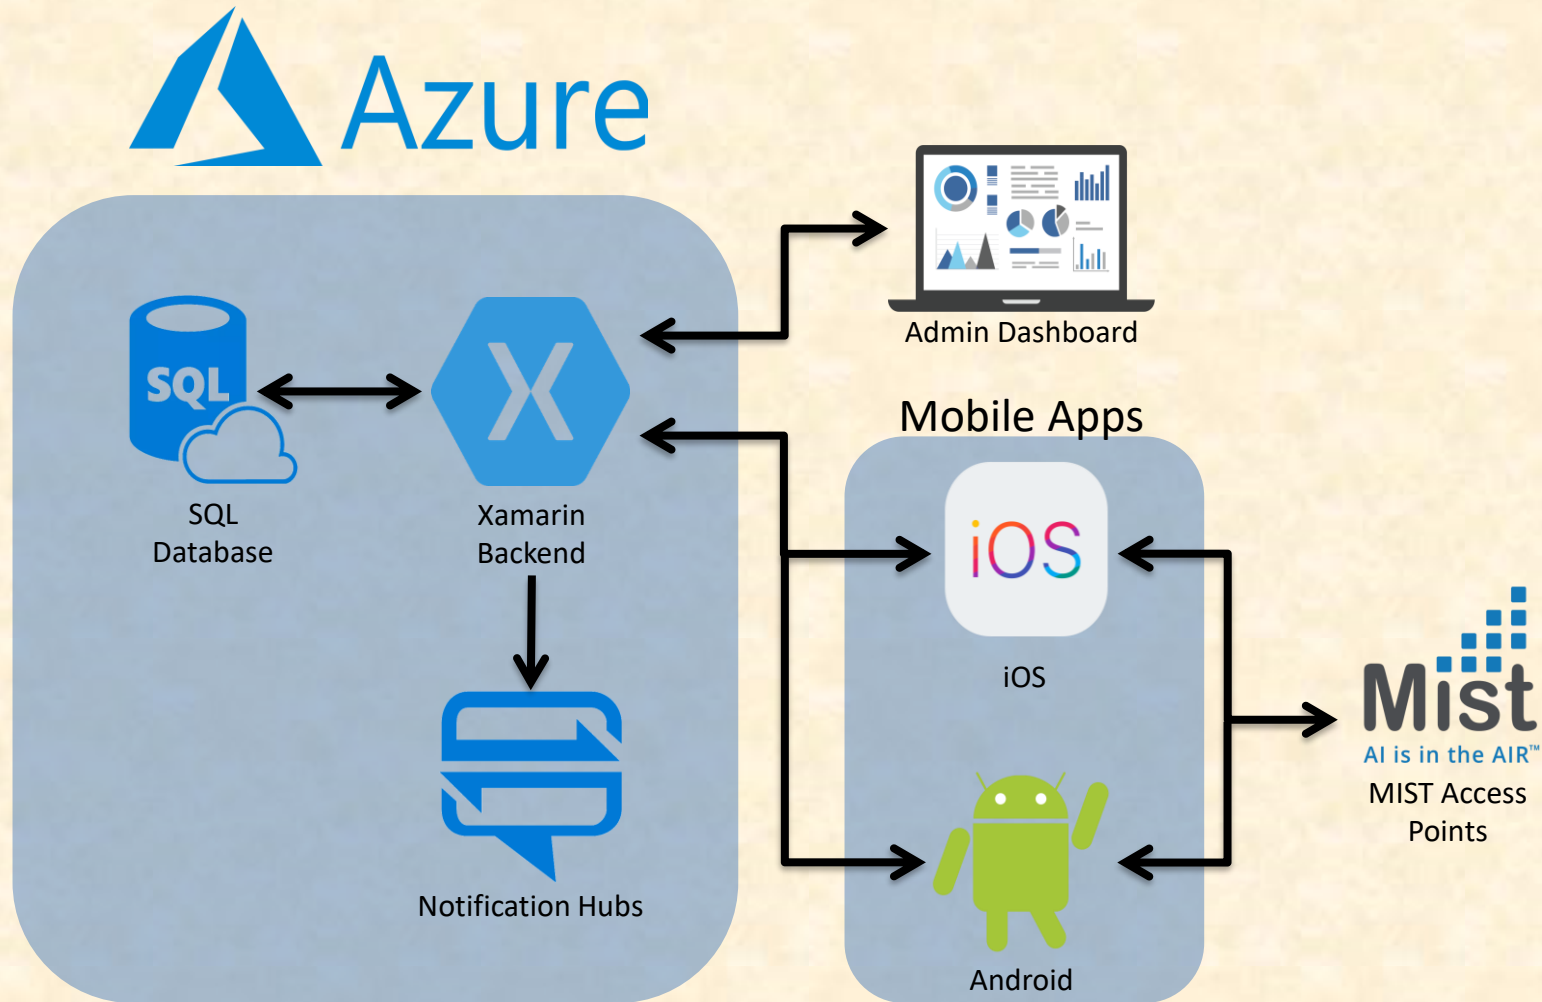 Azure
SQL
SQL
Database
X
Xamarin
Backend
Notification Hubs
Admin Dashboard
Mobile Apps
iOS
iOS
Android
Mist
AI is in the AIR™
MIST Access
Points